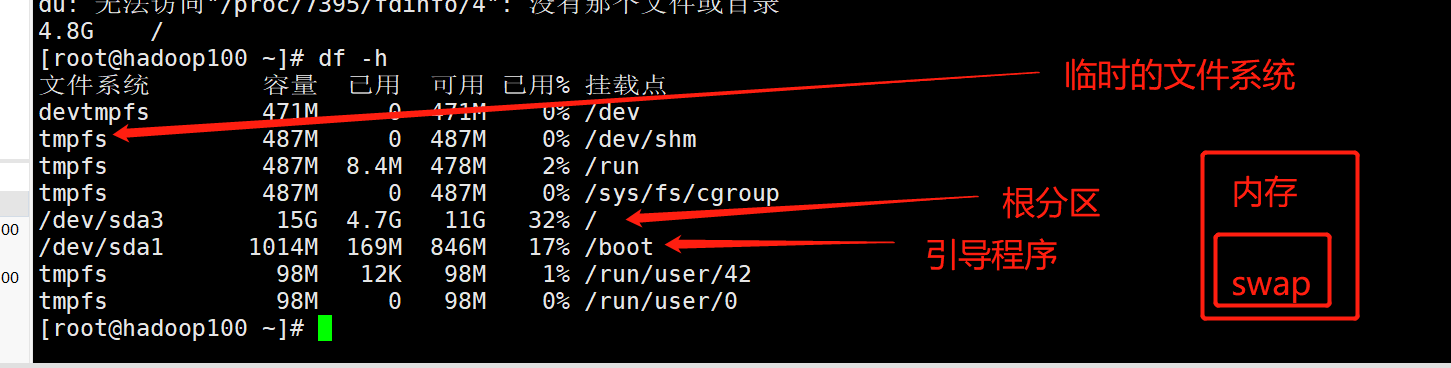 du: 无法访问"/proc/7395/fdinfo/4": 没有那个文件或目录
4.8G    /
[root@hadoop100 ~]# df -h
文件系统        容量  已用  可用 已用% 挂载点
devtmpfs        471M     0  471M    0% /dev
tmpfs           487M     0  487M    0% /dev/shm
tmpfs           487M  8.4M  478M    2% /run
tmpfs           487M     0  487M    0% /sys/fs/cgroup
/dev/sda3        15G  4.7G   11G   32% /
/dev/sda1      1014M  169M  846M   17% /boot
tmpfs            98M   12K   98M    1% /run/user/42
tmpfs            98M     0   98M    0% /run/user/0
[root@hadoop100 ~]#
临时的文件系统
根分区
引导程序
内存
swap
00
00